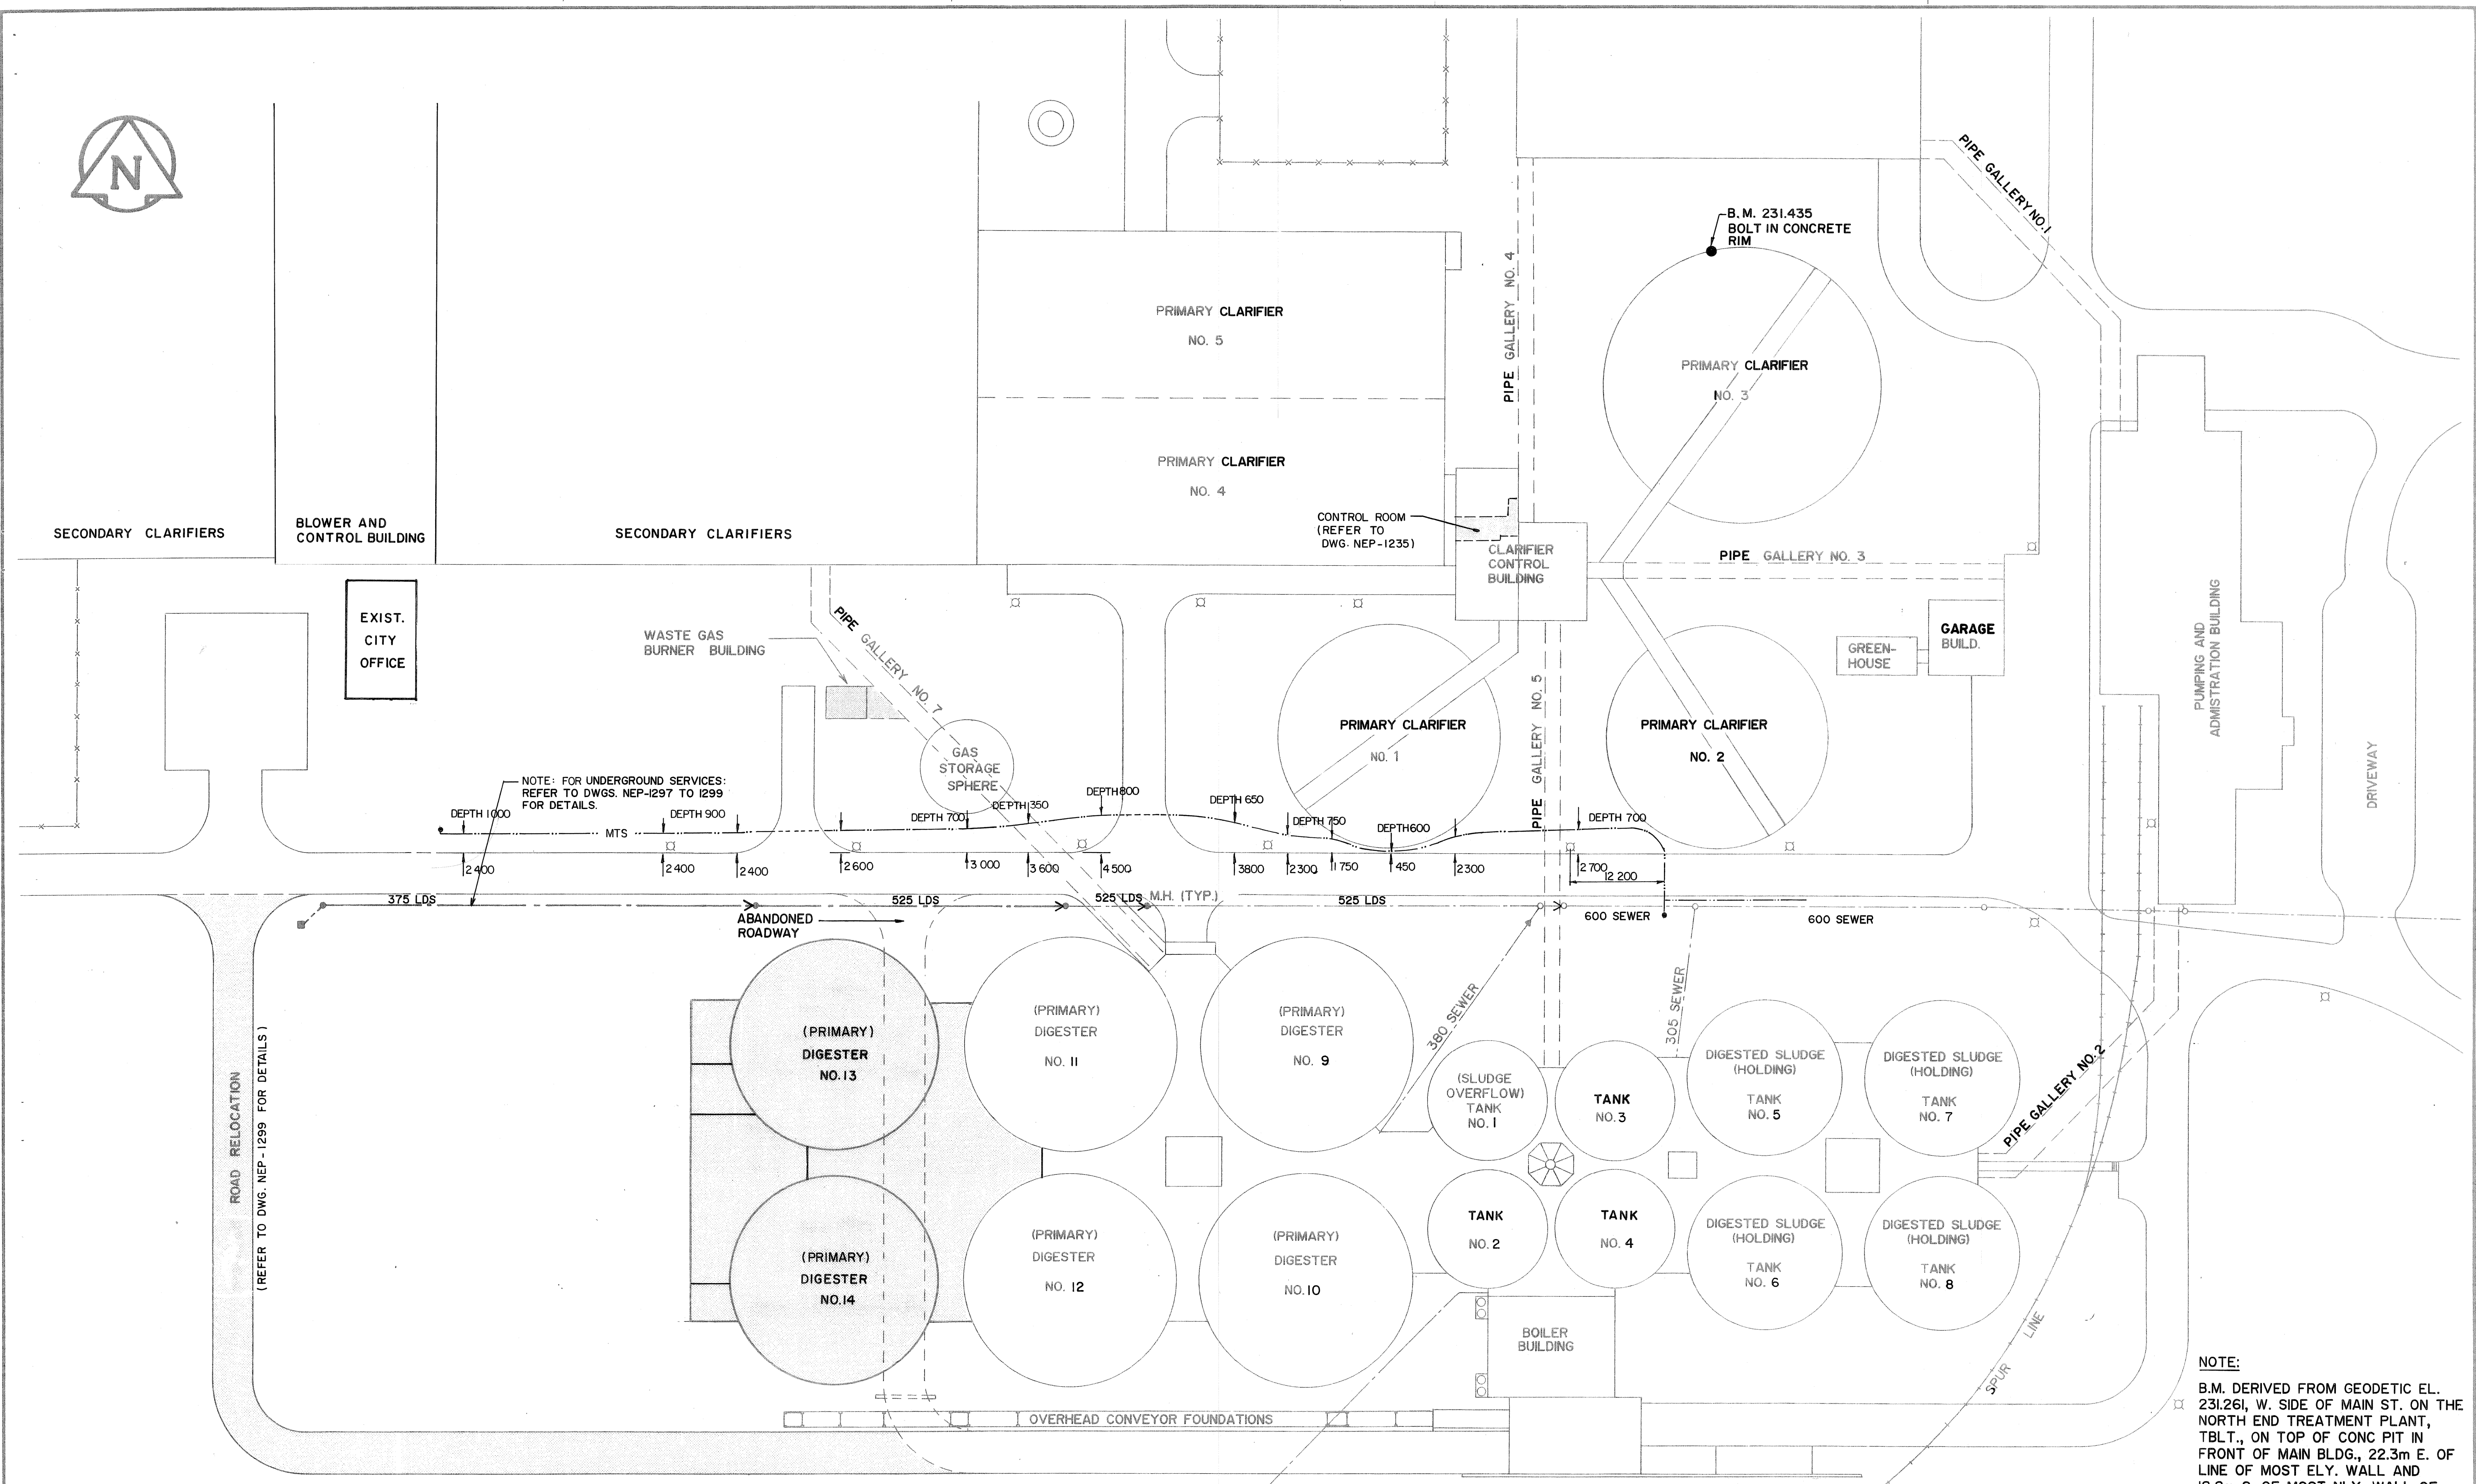 N
PIPE GALLERY NO. 1
B.M. 231.435
BOLT IN CONCRETE
RIM
PIPE GALLERY NO. 4
PRIMARY CLARIFIER
NO. 5
PRIMARY CLARIFIER
NO. 3
PRIMARY CLARIFIER
NO. 4
SECONDARY CLARIFIERS
BLOWER AND
CONTROL BUILDING
SECONDARY CLARIFIERS
CONTROL ROOM
(REFER TO
DWG. NEP-1235)
CLARIFIER
CONTROL
BUILDING
PIPE GALLERY NO. 3
EXIST.
CITY
OFFICE
WASTE GAS
BURNER BUILDING
PIPE GALLERY NO. 7
GARAGE
BUILD.
GREEN-
HOUSE
PUMPING AND
ADMISTRATION BUILDING
DRIVEWAY
PRIMARY CLARIFIER
NO. 1
PIPE GALLERY NO. 5
PRIMARY CLARIFIER
NO. 2
GAS
STORAGE
SPHERE
NOTE: FOR UNDERGROUND SERVICES:
REFER TO DWGS. NEP-1297 TO 1299
FOR DETAILS.
DEPTH 1000
DEPTH 900
DEPTH 700
DEPTH 1350
DEPTH 800
DEPTH 650
DEPTH 750
DEPTH 600
DEPTH 700
MTS
2400
2400
2400
2600
3000
3600
4500
3800
2300
1750
450
2300
2700
12 200
375 LDS
525 LDS
525 LDS
M.H. (TYP.)
525 LDS
600 SEWER
600 SEWER
ABANDONED
ROADWAY
380 SEWER
305 SEWER
ROAD RELOCATION
(REFER TO DWG. NEP-1299 FOR DETAILS)
(PRIMARY)
DIGESTER
NO.13
(PRIMARY)
DIGESTER
NO. 11
(PRIMARY)
DIGESTER
NO. 9
(SLUDGE
OVERFLOW)
TANK
NO. 1
TANK
NO. 3
DIGESTED SLUDGE
(HOLDING)
TANK
NO. 5
DIGESTED SLUDGE
(HOLDING)
TANK
NO. 7
PIPE GALLERY NO. 2
(PRIMARY)
DIGESTER
NO.14
(PRIMARY)
DIGESTER
NO. 12
(PRIMARY)
DIGESTER
NO. 10
TANK
NO. 2
TANK
NO. 4
DIGESTED SLUDGE
(HOLDING)
TANK
NO. 6
DIGESTED SLUDGE
(HOLDING)
TANK
NO. 8
BOILER
BUILDING
SPUR LINE
OVERHEAD CONVEYOR FOUNDATIONS
NOTE:
B.M. DERIVED FROM GEODETIC EL.
231.261, W. SIDE OF MAIN ST. ON THE
NORTH END TREATMENT PLANT,
TBLT., ON TOP OF CONC PIT IN
FRONT OF MAIN BLDG., 22.3m E. OF
LINE OF MOST ELY. WALL AND